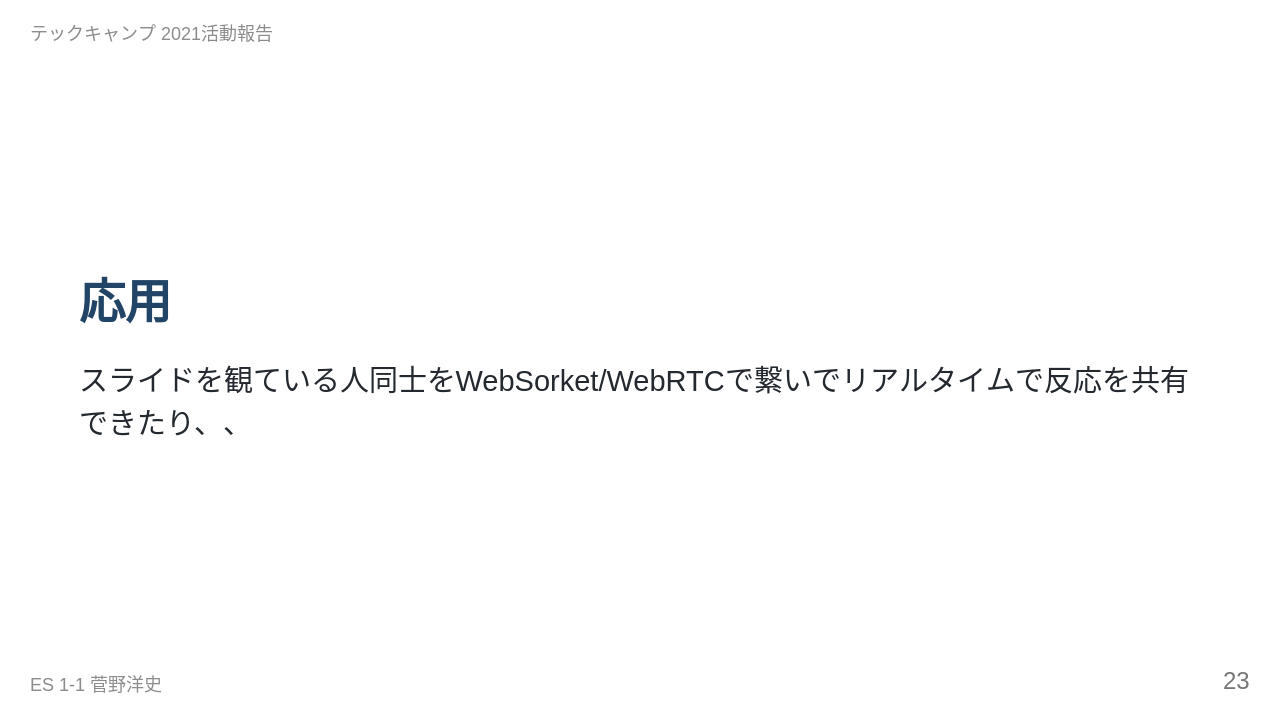 テックキャンプ 2021活動報告
応用
スライドを観ている人同士をWebSorket/WebRTCで繋いでリアルタイムで反応を共有
できたり、、
ES 1-1 菅野洋史
23